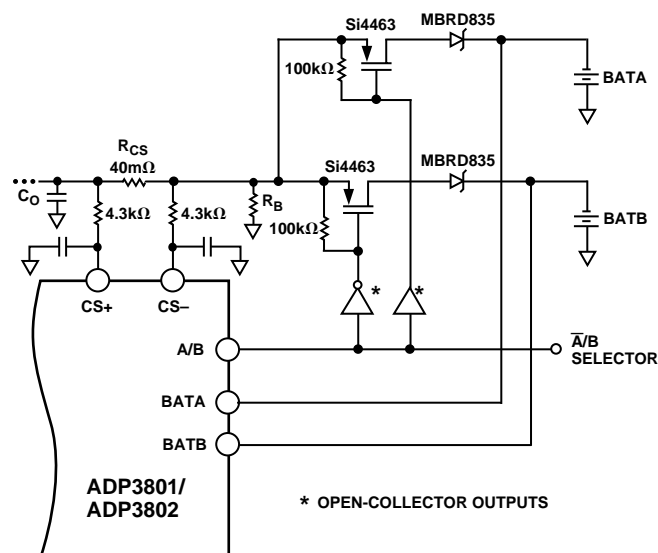 Si4463
MBRD835
100kΩ
BATA
RCS
40mΩ
Si4463
MBRD835
CO
4.3kΩ
4.3kΩ
RB
100kΩ
BATB
*
*
CS+
CS–
A/B
A̅/B
SELECTOR
BATA
BATB
ADP3801/
ADP3802
* OPEN-COLLECTOR OUTPUTS